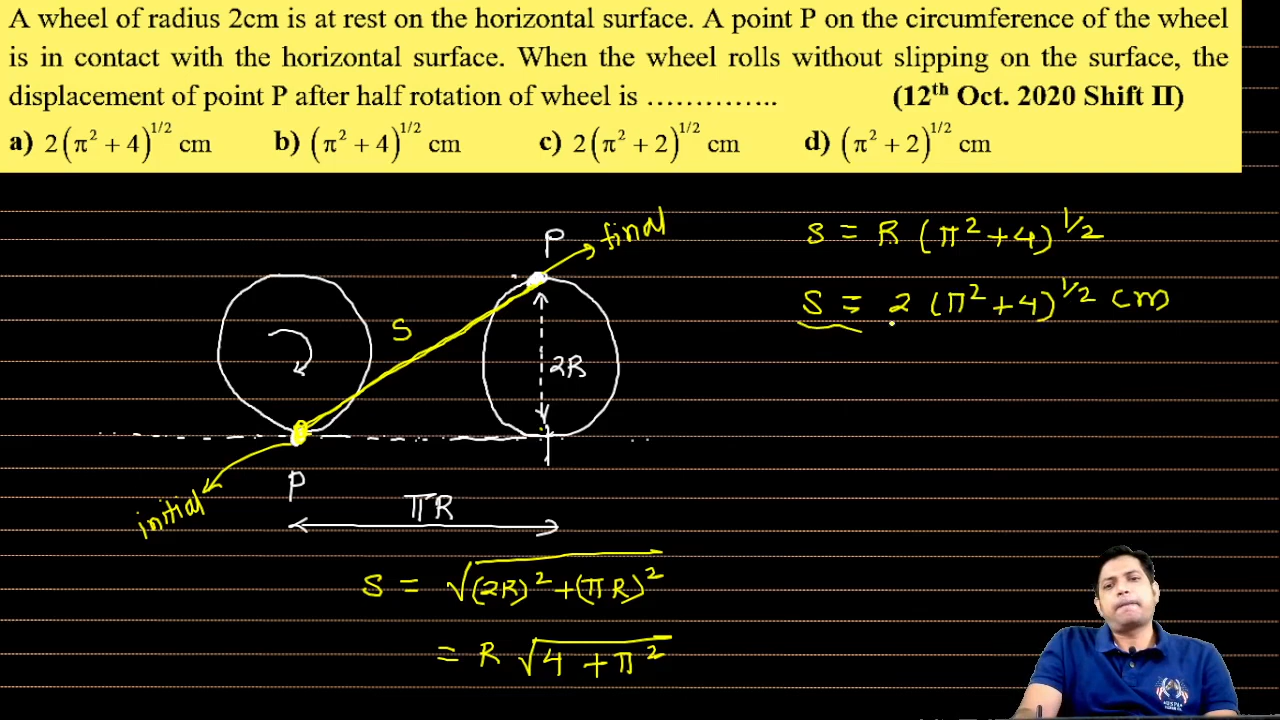 A wheel of radius 2cm is at rest on the horizontal surface. A point P on the circumference of the wheel
is in contact with the horizontal surface. When the wheel rolls without slipping on the surface, the
displacement of point P after half rotation of wheel is ………….. (12th Oct. 2020 Shift II)
a) 2(π² + 4)^1/2 cm b) (π² + 4)^1/2 cm c) 2(π² + 2)^1/2 cm d) (π² + 2)^1/2 cm
P
final
S = R (π² + 4)^1/2
S = 2 (π² + 4)^1/2 cm
S
2R
P
initial
πR
S = √(2R)² + (πR)²
= R √4 + π²